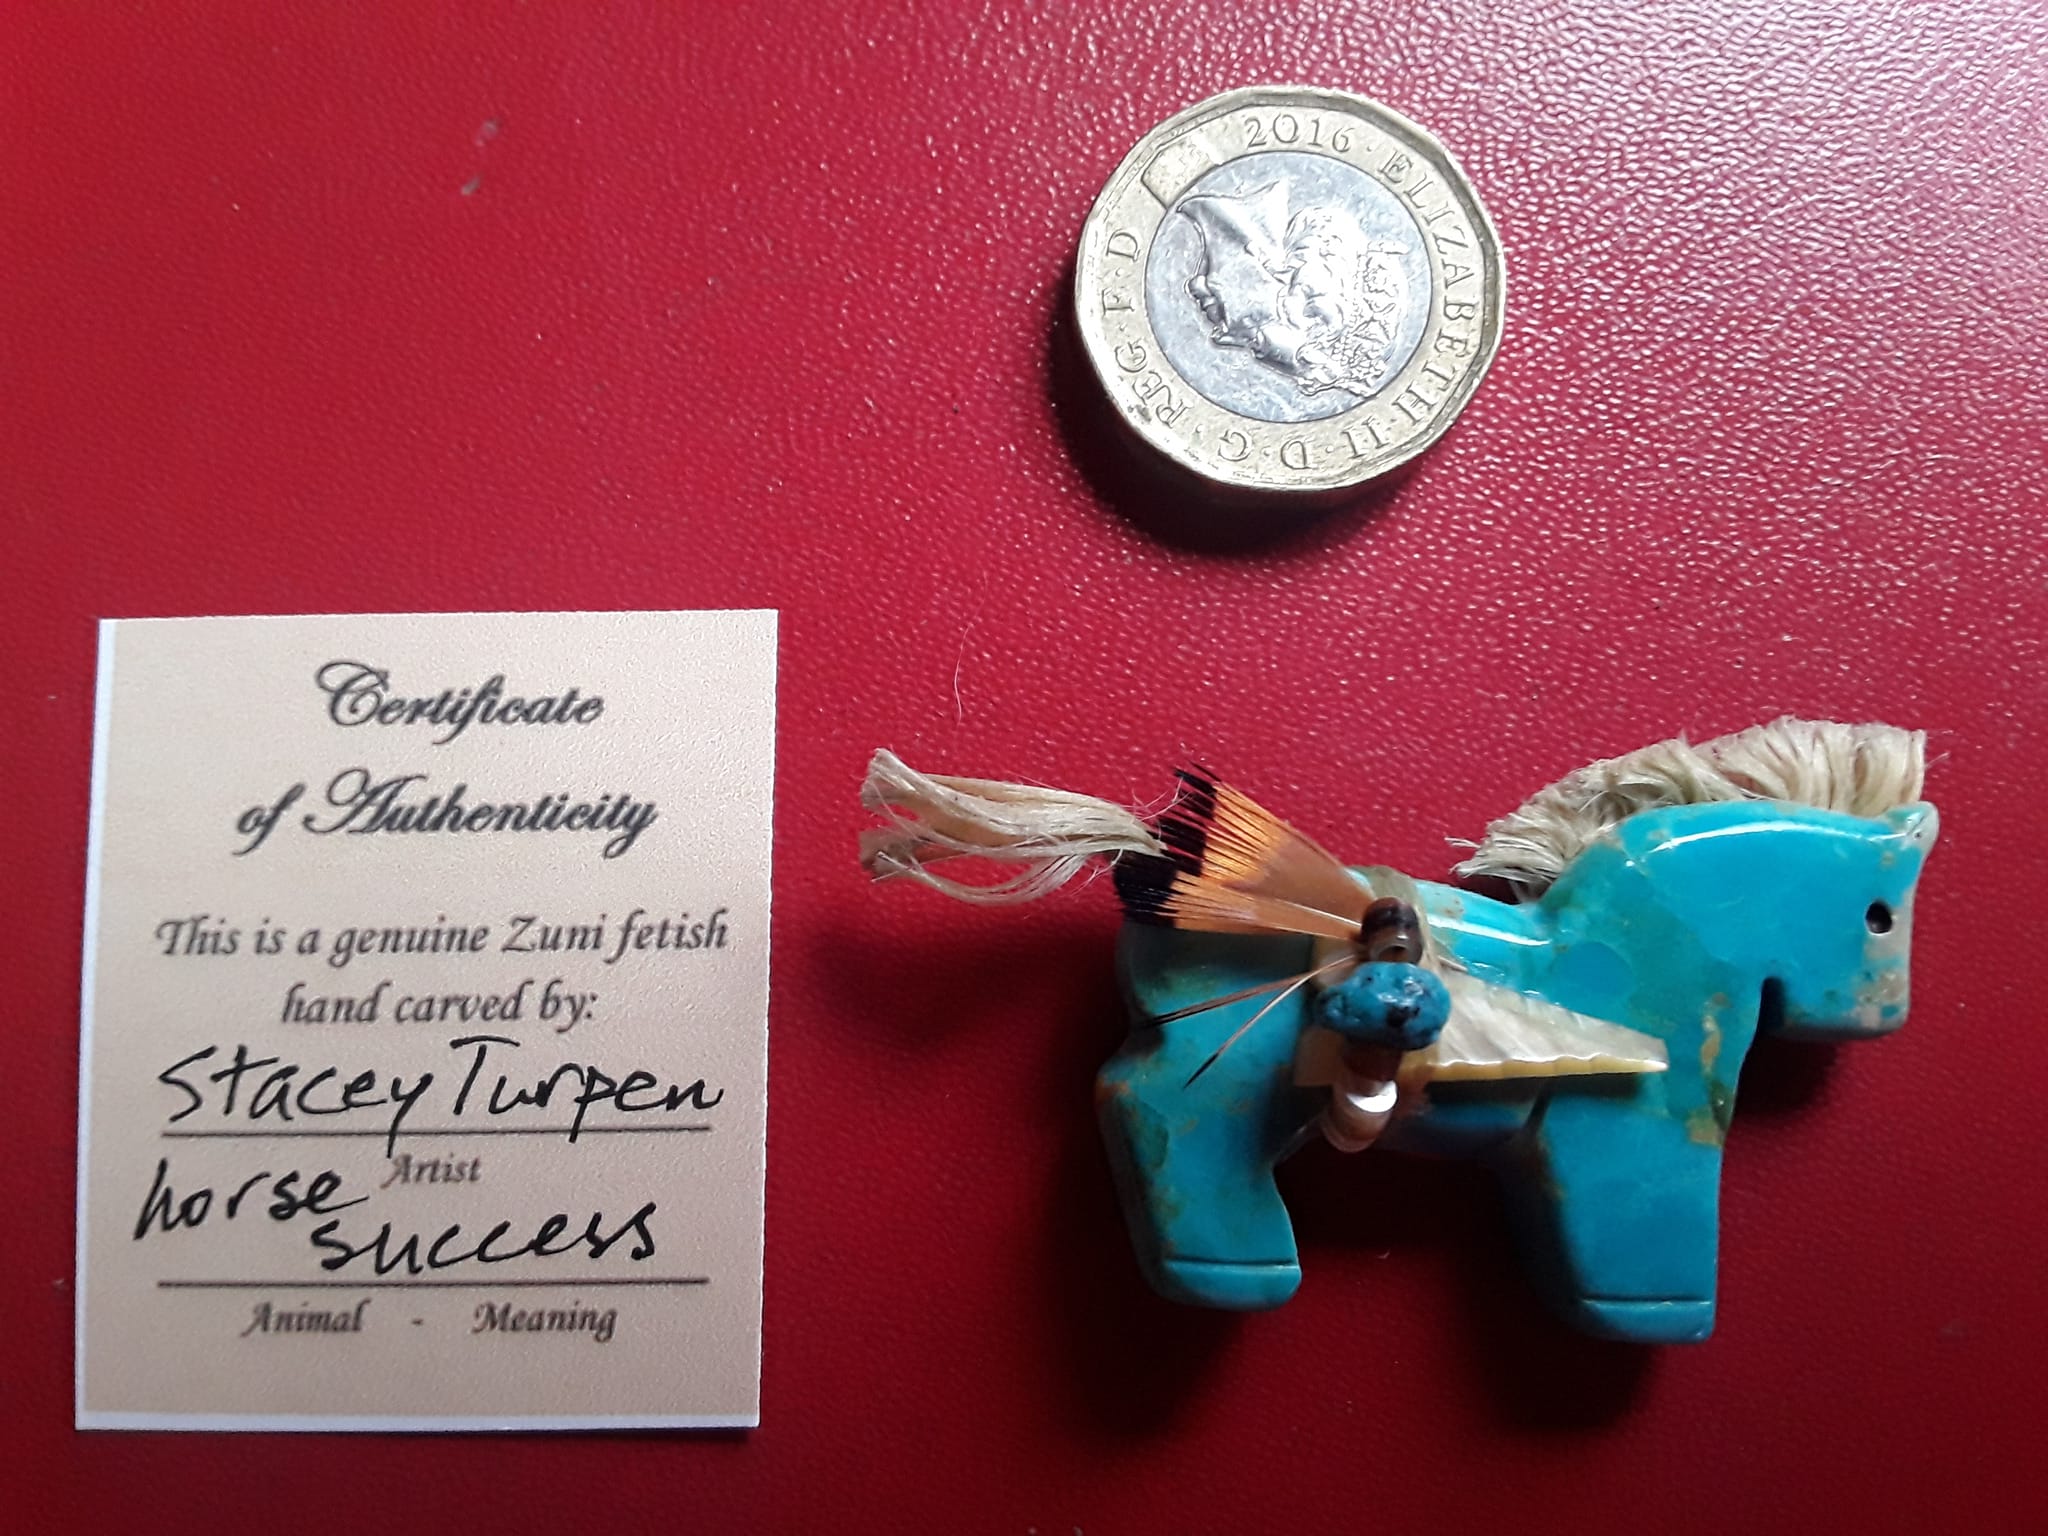 2016 · ELIZABETH II · D · G · REG · F · D
Certificate
of Authenticity
This is a genuine Zuni fetish
hand carved by:
Stacey Turpen
Artist
horse
success
Animal - Meaning